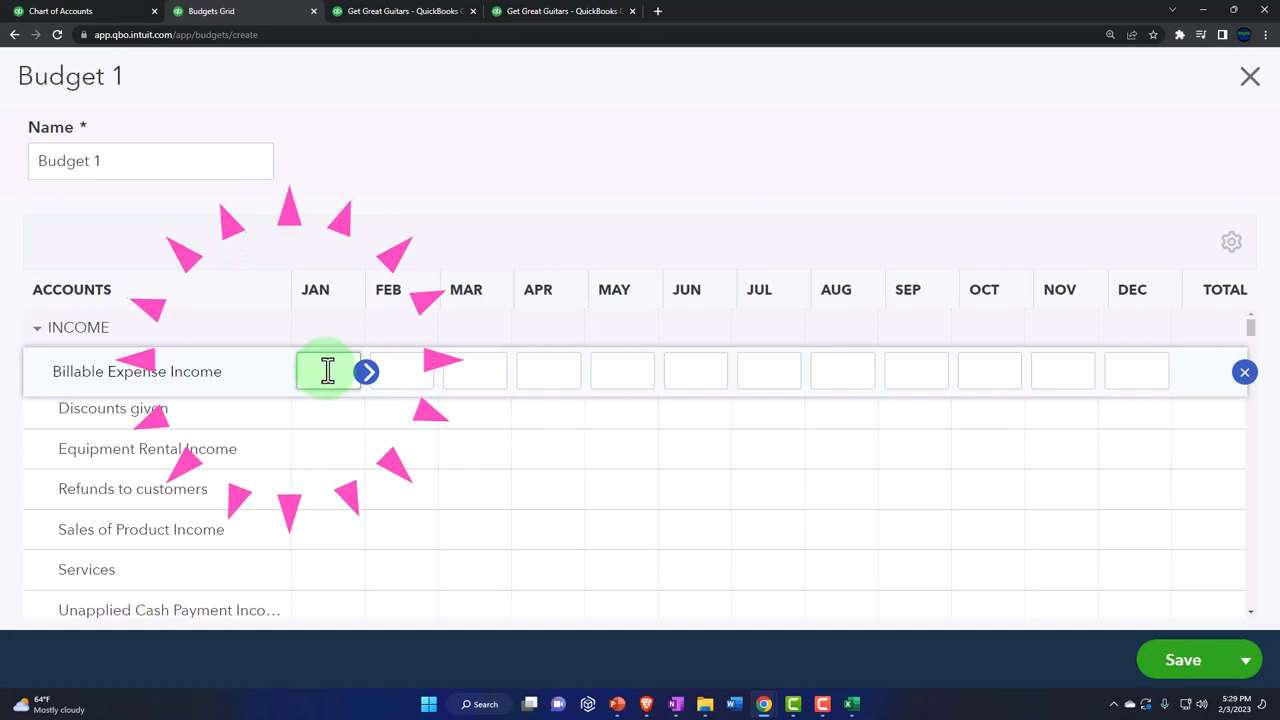 Chart of Accounts
Budgets Grid
Get Great Guitars - QuickBooks C
Get Great Guitars - QuickBooks C
app.qbo.intuit.com/app/budgets/create
Budget 1
Name *
Budget 1
ACCOUNTS JAN FEB MAR APR MAY JUN JUL AUG SEP OCT NOV DEC TOTAL
INCOME
Billable Expense Income
Discounts given
Equipment Rental Income
Refunds to customers
Sales of Product Income
Services
Unapplied Cash Payment Inco...
Save
64°F
Mostly cloudy
Search
5:29 PM
2/3/2023